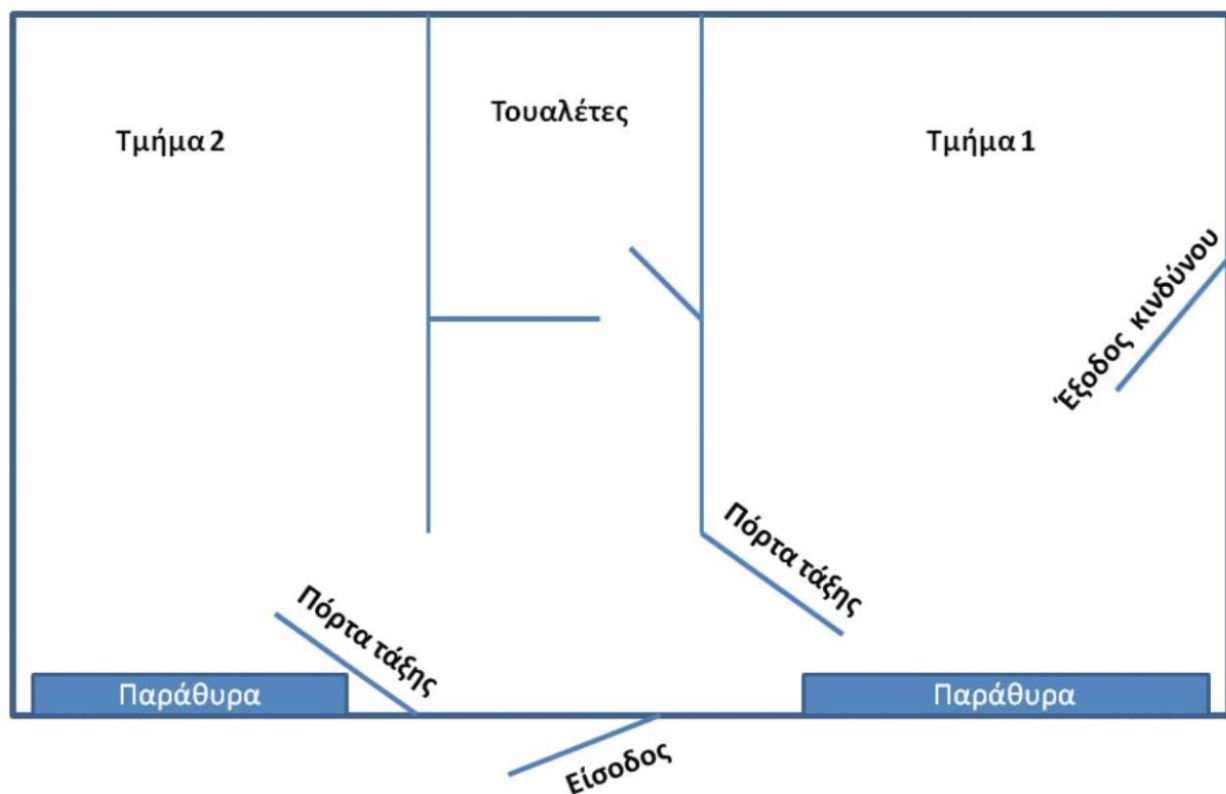 Τουαλέτες
Τμήμα 2
Τμήμα 1
Έξοδος κινδύνου
Πόρτα τάξης
Πόρτα τάξης
Παράθυρα
Παράθυρα
Είσοδος